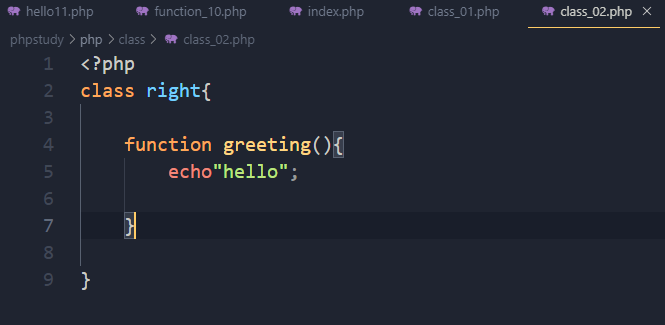 hello11.php function_10.php index.php class_01.php class_02.php ×
phpstudy > php > class > class_02.php
1 <?php
2 class right{
3
4 function greeting(){
5 echo"hello";
6
7 }
8
9 }